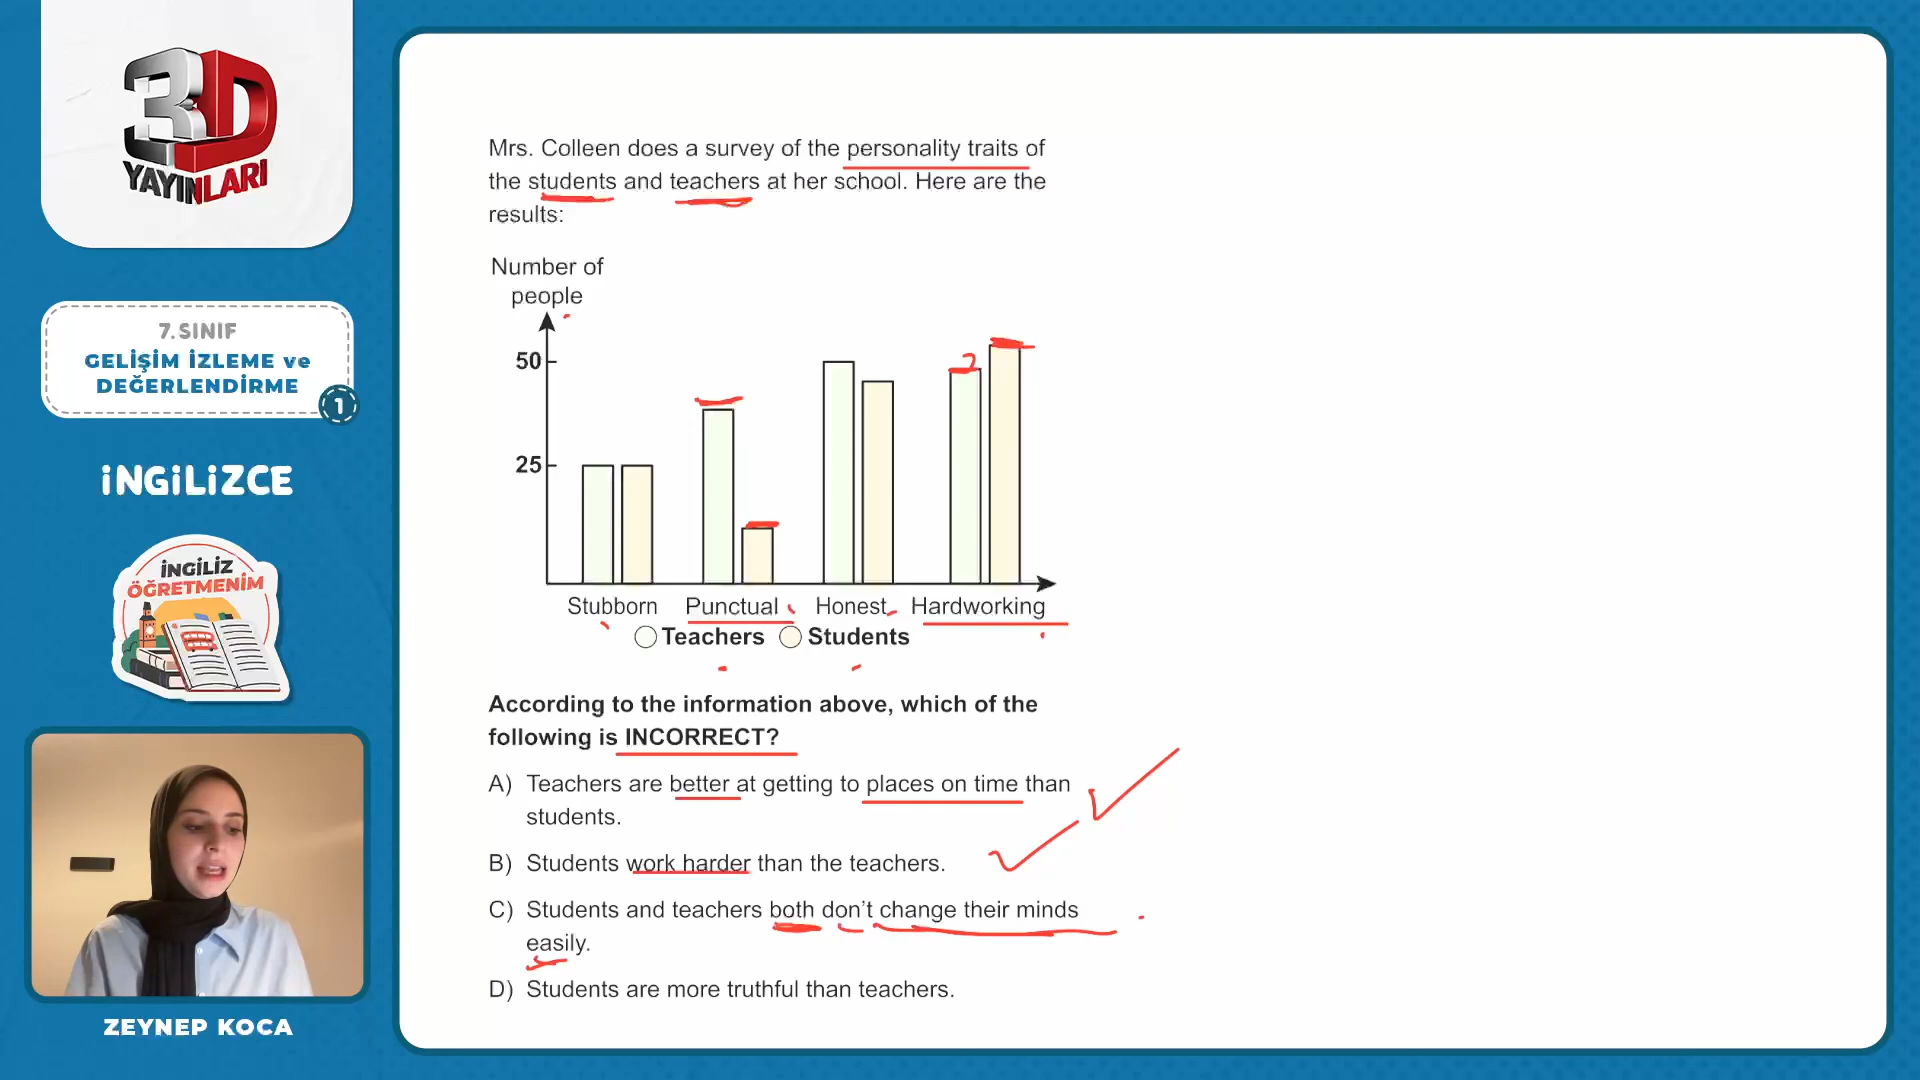 3D
YAYINLARI
7. SINIF
GELİŞİM İZLEME ve
DEĞERLENDİRME
1
İNGİLİZCE
İNGİLİZ
ÖĞRETMENİM
ZEYNEP KOCA
Mrs. Colleen does a survey of the personality traits of
the students and teachers at her school. Here are the
results:
Number of
people
50
25
Stubborn Punctual Honest Hardworking
Teachers Students
According to the information above, which of the
following is INCORRECT?
A) Teachers are better at getting to places on time than
students.
B) Students work harder than the teachers.
C) Students and teachers both don't change their minds
easily.
D) Students are more truthful than teachers.